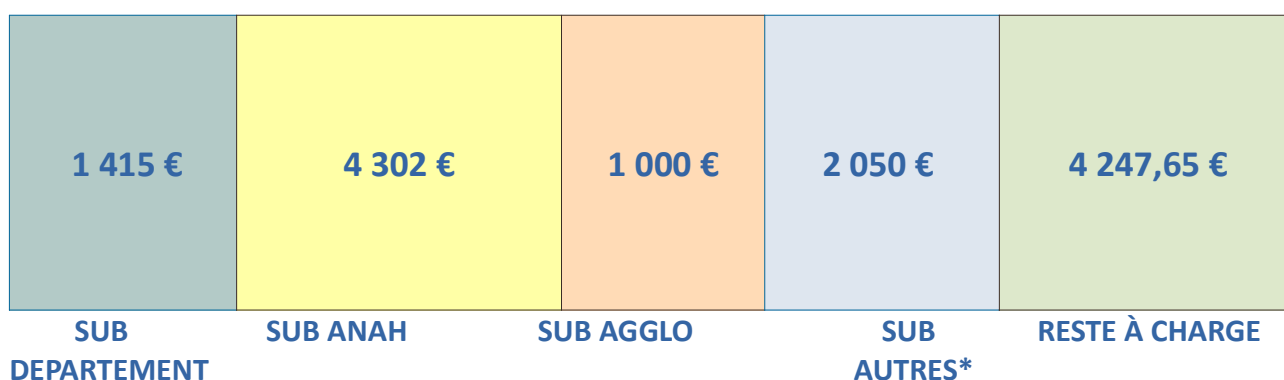 1 415 € 4 302 € 1 000 € 2 050 € 4 247,65 €
SUB SUB ANAH SUB AGGLO SUB RESTE À CHARGE
DEPARTEMENT AUTRES*